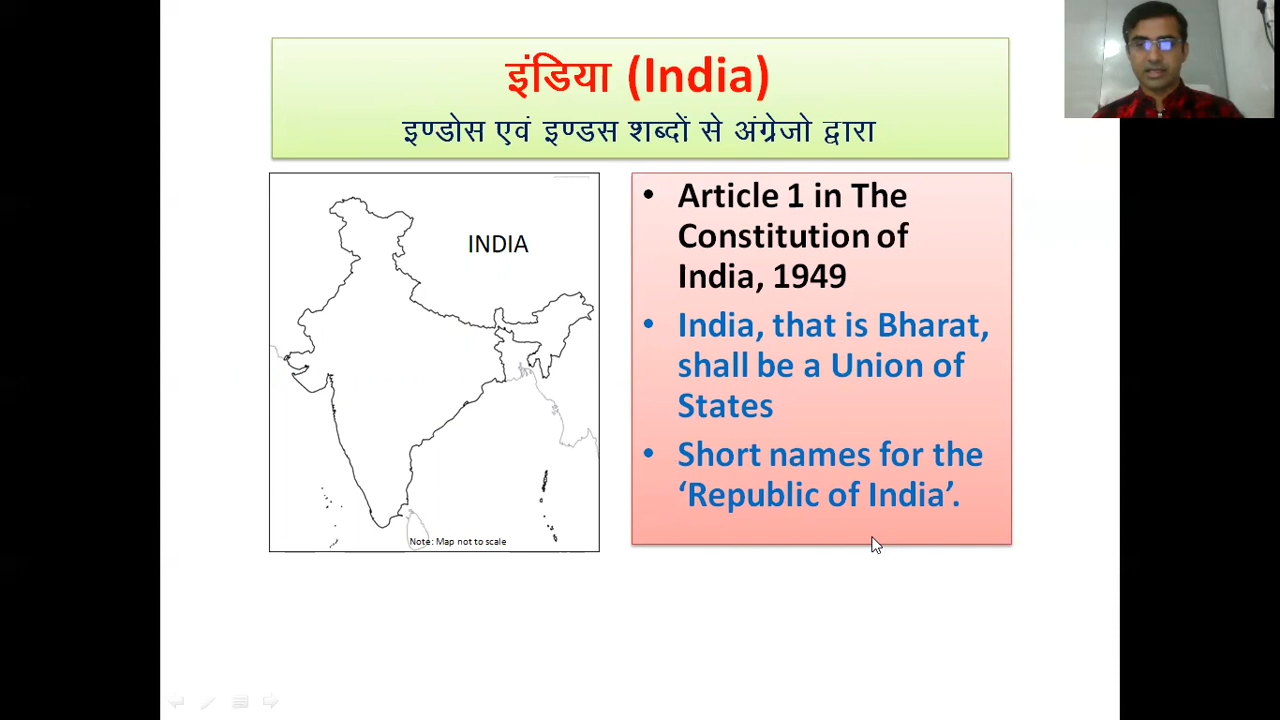 इंडिया (India)
इण्डोस एवं इण्डस शब्दों से अंग्रेजो द्वारा
INDIA
Note: Map not to scale
• Article 1 in The
Constitution of
India, 1949
• India, that is Bharat,
shall be a Union of
States
• Short names for the
‘Republic of India’.